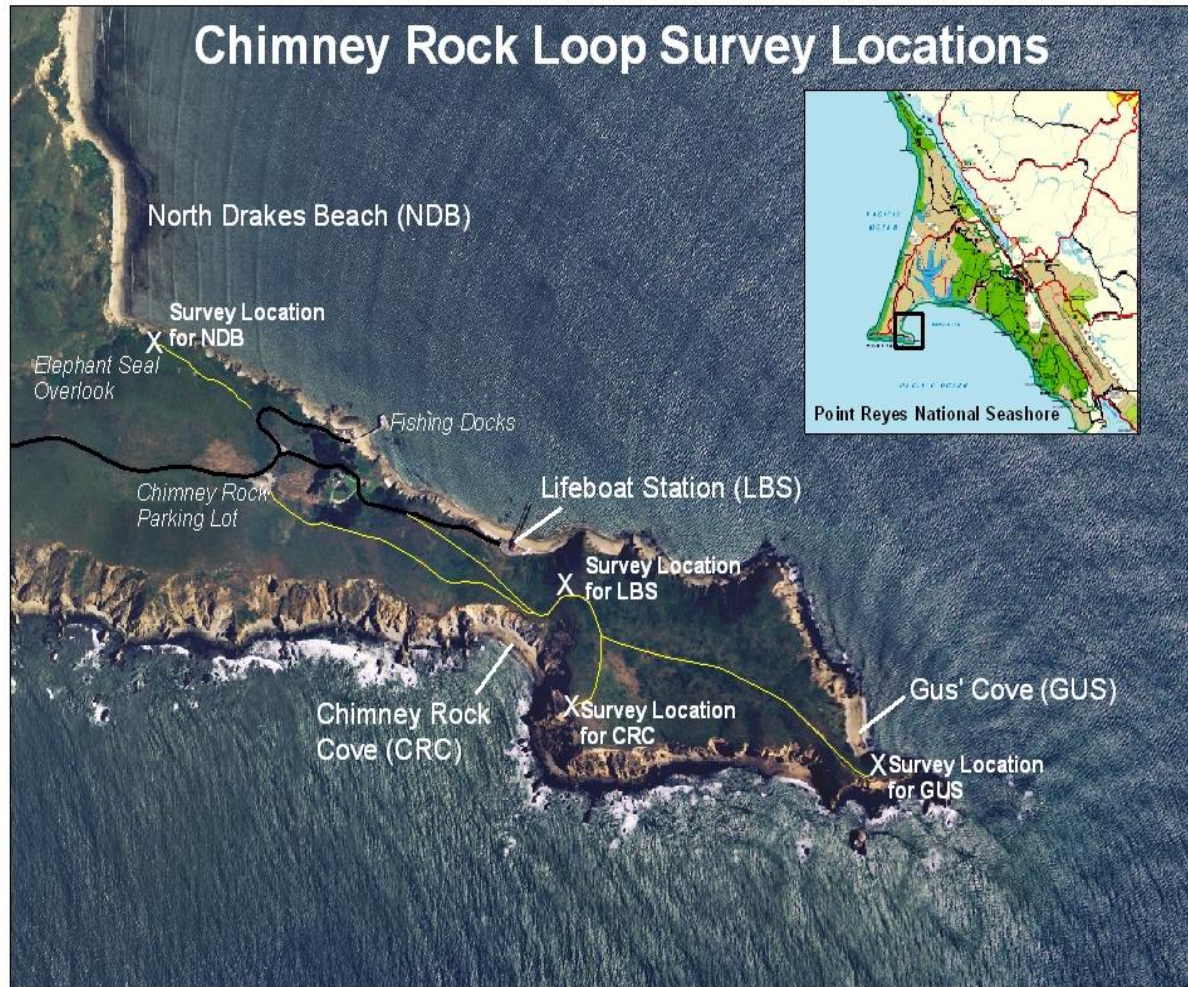 Chimney Rock Loop Survey Locations
PACIFIC
OCEAN
PACIFIC OCEAN
Point Reyes National Seashore
North Drakes Beach (NDB)
Survey Location
for NDB
Elephant Seal
Overlook
Fishing Docks
Chimney Rock
Parking Lot
Lifeboat Station (LBS)
Survey Location
for LBS
Chimney Rock
Cove (CRC)
Survey Location
for CRC
Gus' Cove (GUS)
Survey Location
for GUS